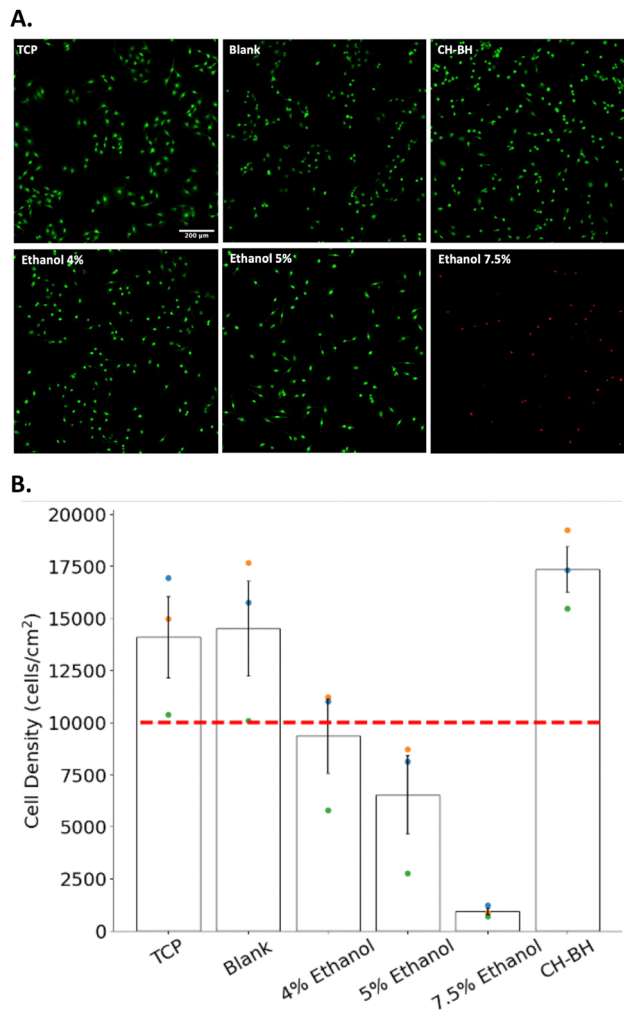 A.
TCP
Blank
CH-BH
200 µm
Ethanol 4%
Ethanol 5%
Ethanol 7.5%
B.
20000
17500
15000
12500
10000
7500
5000
2500
0
Cell Density (cells/cm²)
TCP
Blank
4% Ethanol
5% Ethanol
7.5% Ethanol
CH-BH